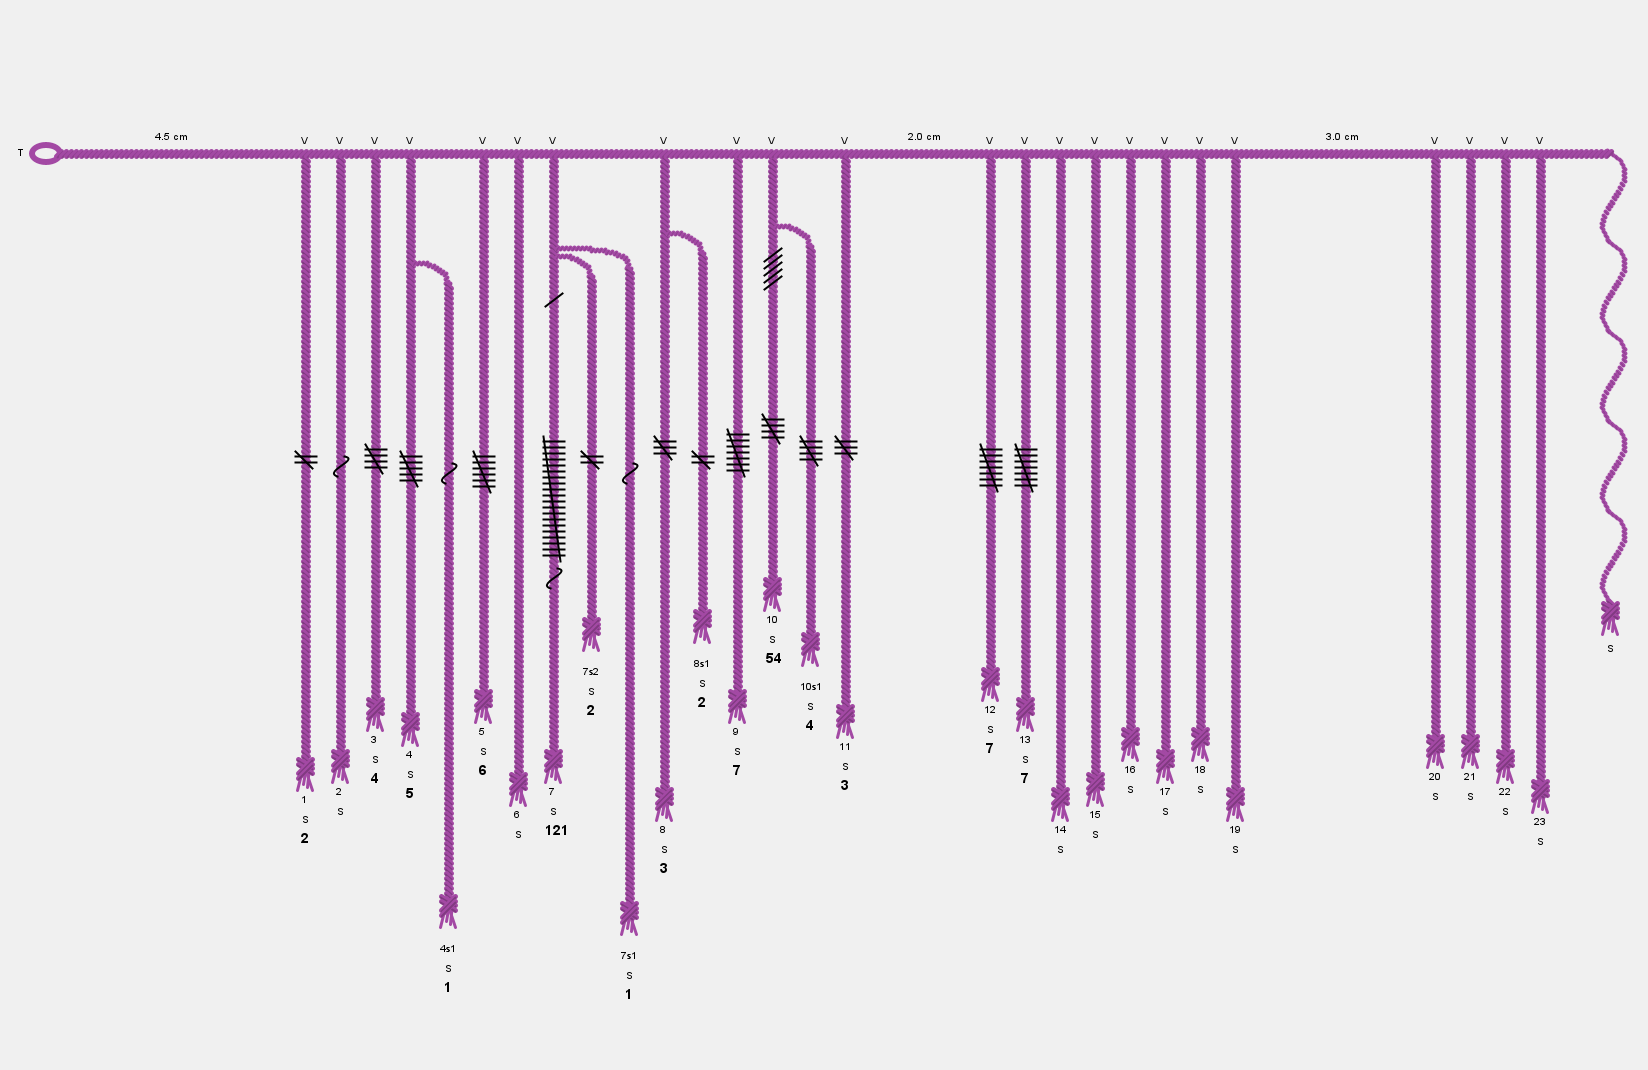 4.5 cm 2.0 cm 3.0 cm
V V V V V V V V V V V V V V V V V V V V V V V
T
10 8s1 S
S S
54 7s2 10s1
S 2 S
2 4
12
S
7
5 9
S S
6 7
3 13
S S
4 7
11
S
3
4
S
5
16 18
S S
20 21
S S
1 2 7 17 22
S S S S S
2 121
6 15 23
S S S
8 14 19
S S S
3
4s1
S
1
7s1
S
1